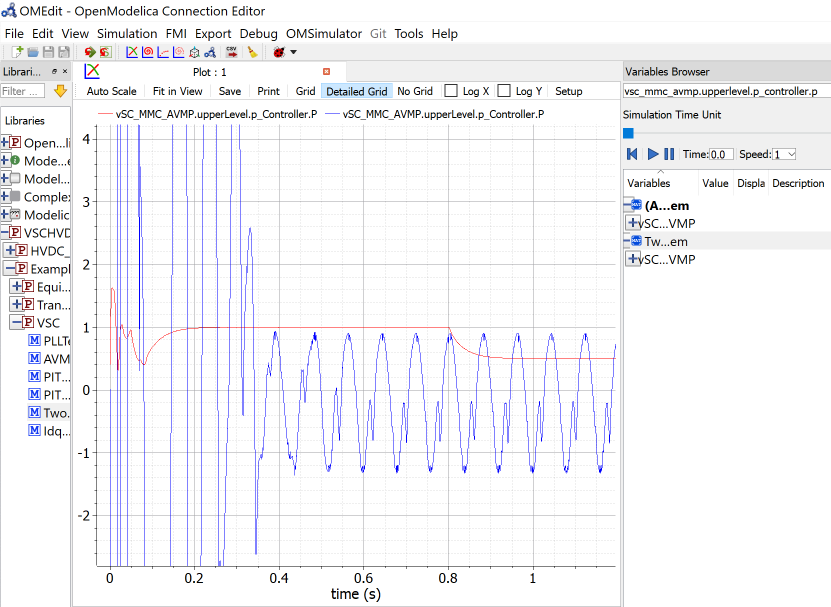 OMEdit - OpenModelica Connection Editor
File Edit View Simulation FMI Export Debug OMSimulator Git Tools Help
CSV
Librari...
Plot : 1
Variables Browser
Filter ...
Auto Scale Fit in View Save Print Grid Detailed Grid No Grid Log X Log Y Setup
vsc_mmc_avmp.upperlevel.p_controller.p
vSC_MMC_AVMP.upperLevel.p_Controller.P vSC_MMC_AVMP.upperLevel.p_Controller.P
Simulation Time Unit
Libraries
P Open...li
Mode...e
Model...
Comple
Modelic
P VSCHVD
P HVDC_
P Exampl
P Equi...
P Tran...
P VSC
M PLLTe
M AVM
M PIT...
M PIT...
M Two.
M Idq...
4
3
2
1
0
-1
-2
0 0.2 0.4 0.6 0.8 1
time (s)
Time: 0.0 Speed: 1
Variables Value Displa Description
MAT (A...em
vSC...VMP
MAT Tw...em
vSC...VMP